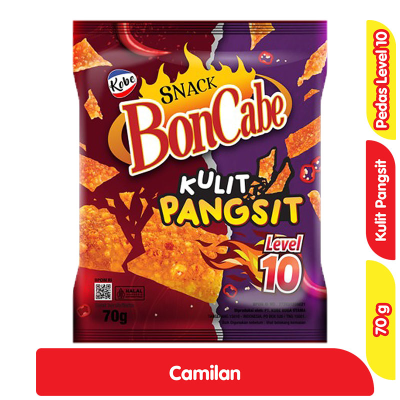 Kobe
SNACK
BonCabe
KULIT
PANGSIT
Level
10
HALAL
70g
Camilan
Pedas Level 10
Kulit Pangsit
70 g